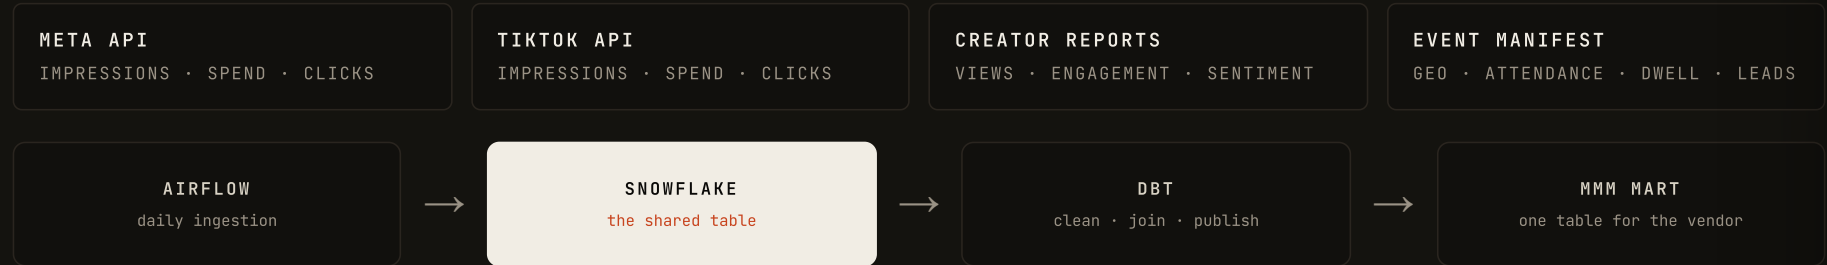 META API
IMPRESSIONS · SPEND · CLICKS
TIKTOK API
IMPRESSIONS · SPEND · CLICKS
CREATOR REPORTS
VIEWS · ENGAGEMENT · SENTIMENT
EVENT MANIFEST
GEO · ATTENDANCE · DWELL · LEADS
AIRFLOW
daily ingestion
→
SNOWFLAKE
the shared table
→
DBT
clean · join · publish
→
MMM MART
one table for the vendor